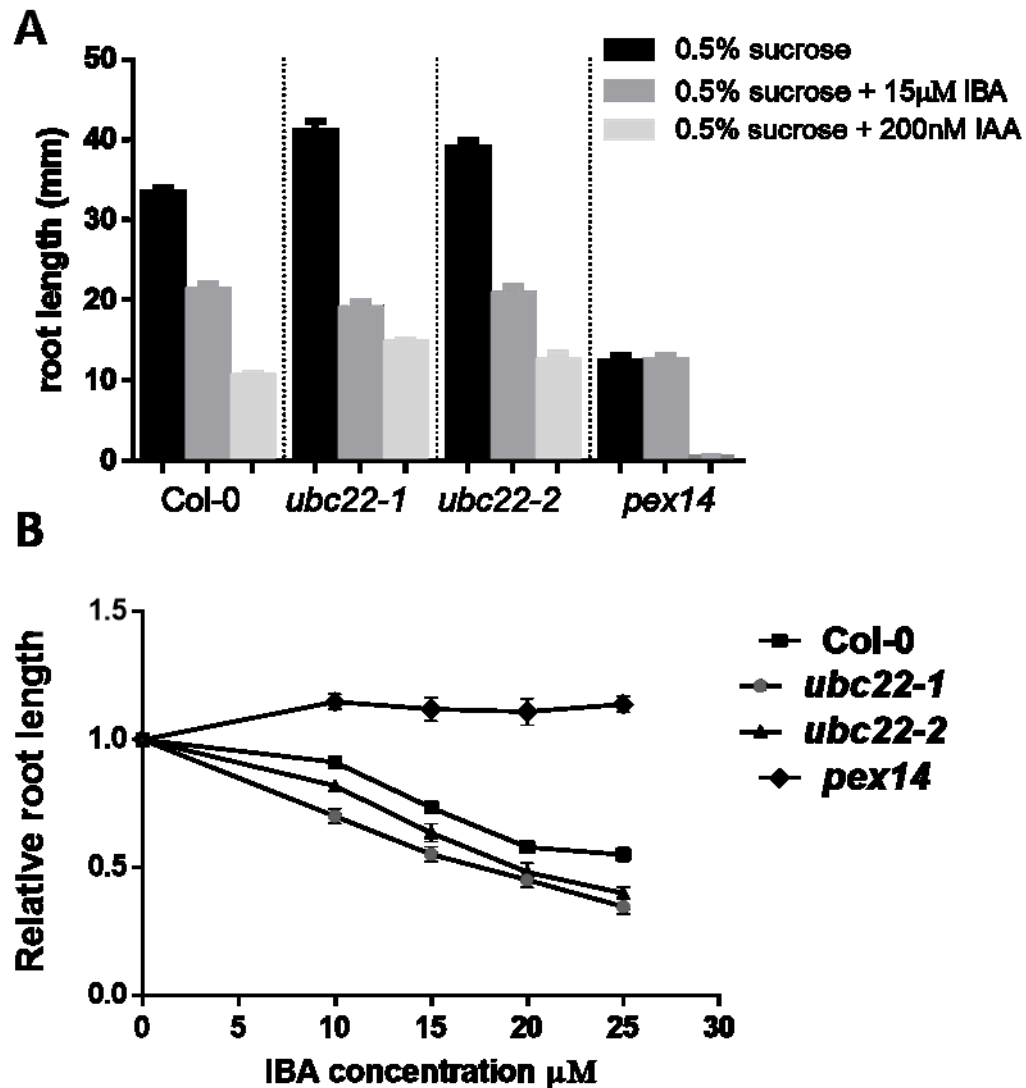 A
50
40
30
20
10
0
root length (mm)
0.5% sucrose
0.5% sucrose + 15μM IBA
0.5% sucrose + 200nM IAA
Col-0 ubc22-1 ubc22-2 pex14
B
1.5
1.0
0.5
0.0
Relative root length
0 5 10 15 20 25 30
IBA concentration μM
Col-0
ubc22-1
ubc22-2
pex14